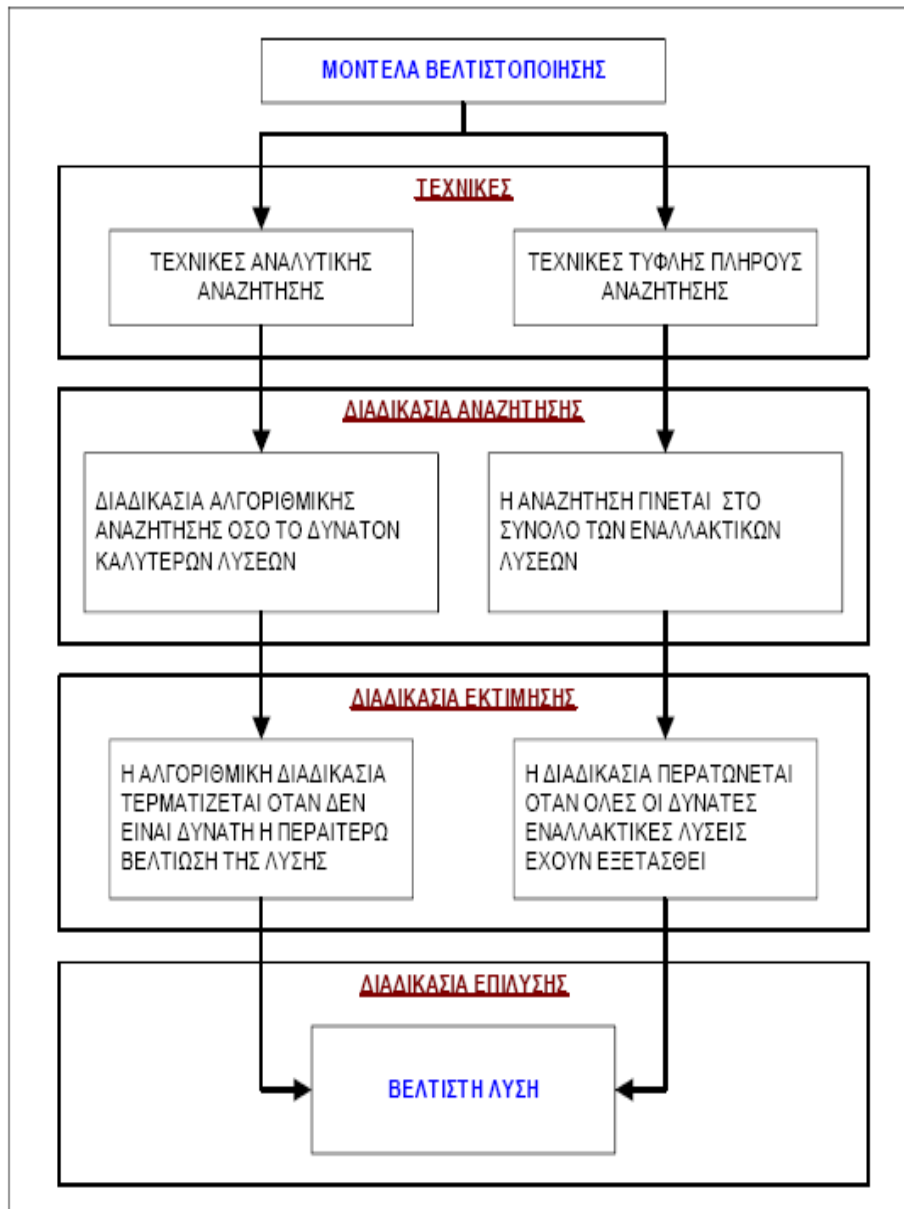 ΜΟΝΤΕΛΑ ΒΕΛΤΙΣΤΟΠΟΙΗΣΗΣ
ΤΕΧΝΙΚΕΣ
ΤΕΧΝΙΚΕΣ ΑΝΑΛΥΤΙΚΗΣ
ΑΝΑΖΗΤΗΣΗΣ
ΤΕΧΝΙΚΕΣ ΤΥΦΛΗΣ ΠΛΗΡΟΥΣ
ΑΝΑΖΗΤΗΣΗΣ
ΔΙΑΔΙΚΑΣΙΑ ΑΝΑΖΗΤΗΣΗΣ
ΔΙΑΔΙΚΑΣΙΑ ΑΛΓΟΡΙΘΜΙΚΗΣ
ΑΝΑΖΗΤΗΣΗΣ ΟΣΟ ΤΟ ΔΥΝΑΤΟΝ
ΚΑΛΥΤΕΡΩΝ ΛΥΣΕΩΝ
Η ΑΝΑΖΗΤΗΣΗ ΓΙΝΕΤΑΙ ΣΤΟ
ΣΥΝΟΛΟ ΤΩΝ ΕΝΑΛΛΑΚΤΙΚΩΝ
ΛΥΣΕΩΝ
ΔΙΑΔΙΚΑΣΙΑ ΕΚΤΙΜΗΣΗΣ
Η ΑΛΓΟΡΙΘΜΙΚΗ ΔΙΑΔΙΚΑΣΙΑ
ΤΕΡΜΑΤΙΖΕΤΑΙ ΟΤΑΝ ΔΕΝ
ΕΙΝΑΙ ΔΥΝΑΤΗ Η ΠΕΡΑΙΤΕΡΩ
ΒΕΛΤΙΩΣΗ ΤΗΣ ΛΥΣΗΣ
Η ΔΙΑΔΙΚΑΣΙΑ ΠΕΡΑΤΩΝΕΤΑΙ
ΟΤΑΝ ΟΛΕΣ ΟΙ ΔΥΝΑΤΕΣ
ΕΝΑΛΛΑΚΤΙΚΕΣ ΛΥΣΕΙΣ
ΕΧΟΥΝ ΕΞΕΤΑΣΘΕΙ
ΔΙΑΔΙΚΑΣΙΑ ΕΠΙΛΥΣΗΣ
ΒΕΛΤΙΣΤΗ ΛΥΣΗ